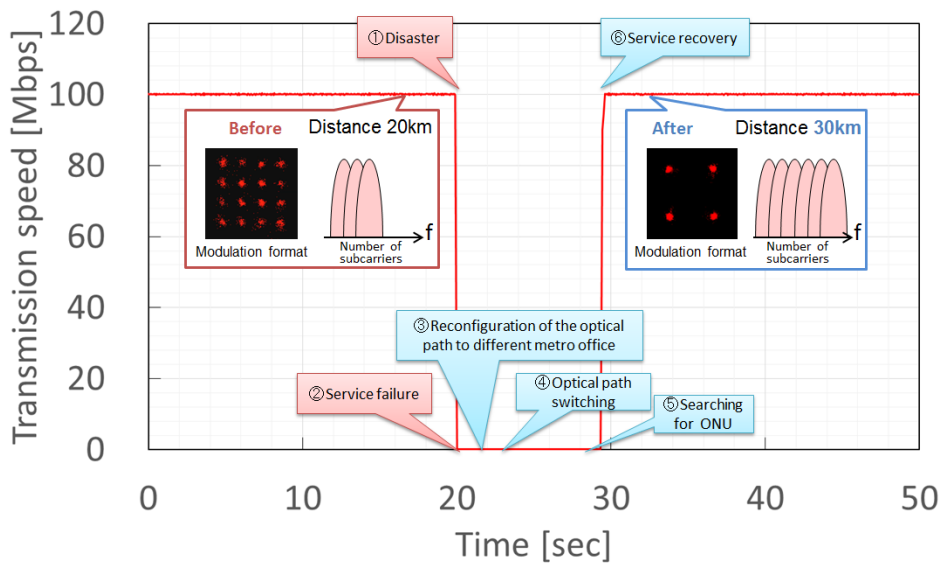 Transmission speed [Mbps]
120
100
80
60
40
20
0
①Disaster
⑥Service recovery
Before
Distance 20km
Modulation format
f
Number of
subcarriers
After
Distance 30km
Modulation format
f
Number of
subcarriers
③Reconfiguration of the optical
path to different metro office
②Service failure
④Optical path
switching
⑤Searching
for ONU
0
10
20
30
40
50
Time [sec]